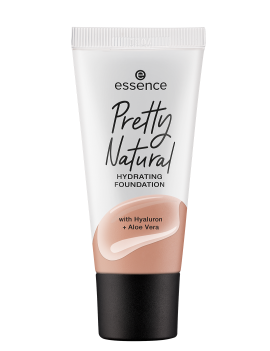 essence
Pretty
Natural
HYDRATING
FOUNDATION
with Hyaluron
+ Aloe Vera